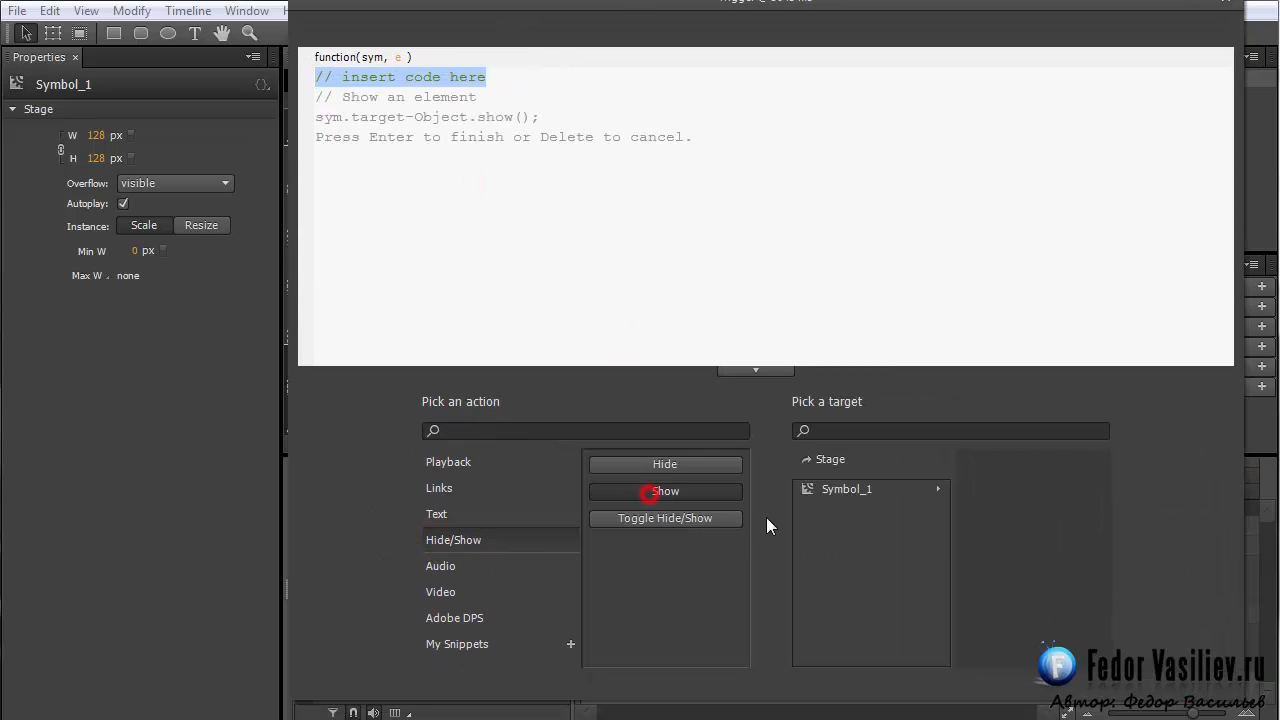 File Edit View Modify Timeline Window
Properties ×
Symbol_1
Stage
W 128 px
H 128 px
Overflow: visible
Autoplay:
Instance: Scale Resize
Min W 0 px
Max W none
function(sym, e )
// insert code here
// Show an element
sym.target-Object.show();
Press Enter to finish or Delete to cancel.
Pick an action
Playback
Links
Text
Hide/Show
Audio
Video
Adobe DPS
My Snippets +
Hide
Show
Toggle Hide/Show
Pick a target
Stage
Symbol_1
Fedor Vasiliev.ru
Автор: Федор Васильев